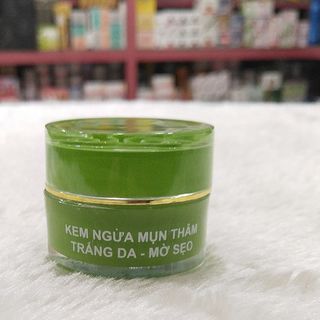 KEM NGỪA MỤN THÂM
TRẮNG DA - MỜ SẸO